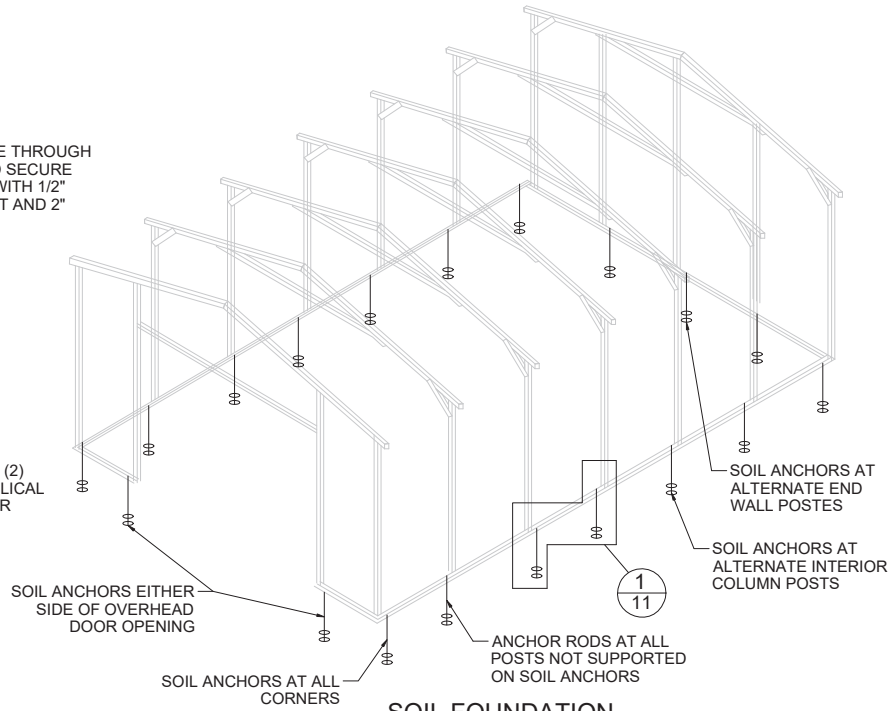 THROUGH
SECURE
WITH 1/2"
AND 2"
(2)
SOIL ANCHORS EITHER
SIDE OF OVERHEAD
DOOR OPENING
SOIL ANCHORS AT ALL
CORNERS
ANCHOR RODS AT ALL
POSTS NOT SUPPORTED
ON SOIL ANCHORS
1
11
SOIL ANCHORS AT
ALTERNATE INTERIOR
COLUMN POSTS
SOIL ANCHORS AT
ALTERNATE END
WALL POSTES
SOIL FOUNDATION